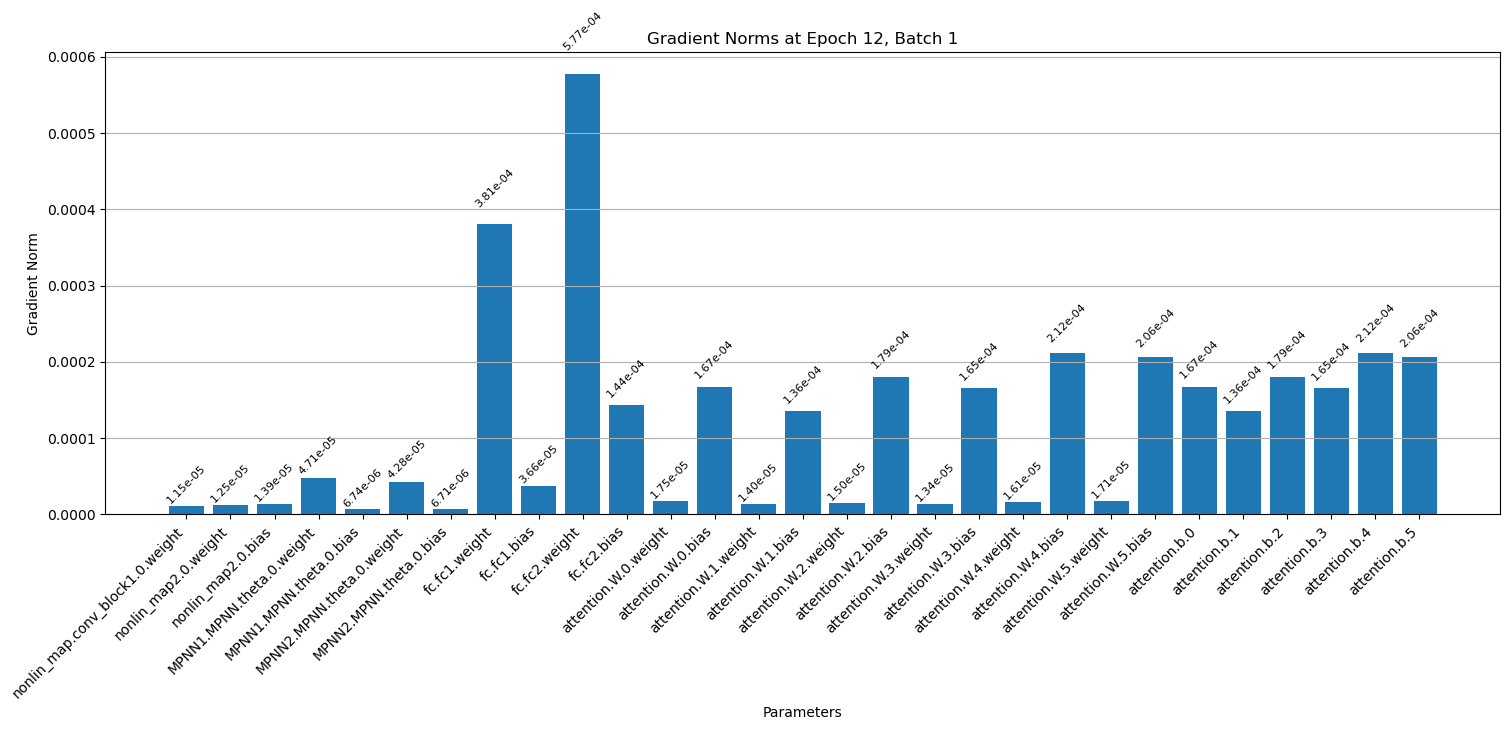 Gradient Norms at Epoch 12, Batch 1
Gradient Norm
0.0006
0.0005
0.0004
0.0003
0.0002
0.0001
0.0000
1.15e-05
1.25e-05
1.39e-05
4.71e-05
6.74e-06
4.28e-05
6.71e-06
3.81e-04
3.66e-05
5.77e-04
1.44e-04
1.75e-05
1.67e-04
1.40e-05
1.36e-04
1.50e-05
1.79e-04
1.34e-05
1.65e-04
1.61e-05
2.12e-04
1.71e-05
2.06e-04
1.67e-04
1.36e-04
1.79e-04
1.65e-04
2.12e-04
2.06e-04
nonlin_map.conv_block1.0.weight
nonlin_map2.0.weight
nonlin_map2.0.bias
MPNN1.MPNN.theta.0.weight
MPNN1.MPNN.theta.0.bias
MPNN2.MPNN.theta.0.weight
MPNN2.MPNN.theta.0.bias
fc.fc1.weight
fc.fc1.bias
fc.fc2.weight
fc.fc2.bias
attention.W.0.weight
attention.W.0.bias
attention.W.1.weight
attention.W.1.bias
attention.W.2.weight
attention.W.2.bias
attention.W.3.weight
attention.W.3.bias
attention.W.4.weight
attention.W.4.bias
attention.W.5.weight
attention.W.5.bias
attention.b.0
attention.b.1
attention.b.2
attention.b.3
attention.b.4
attention.b.5
Parameters